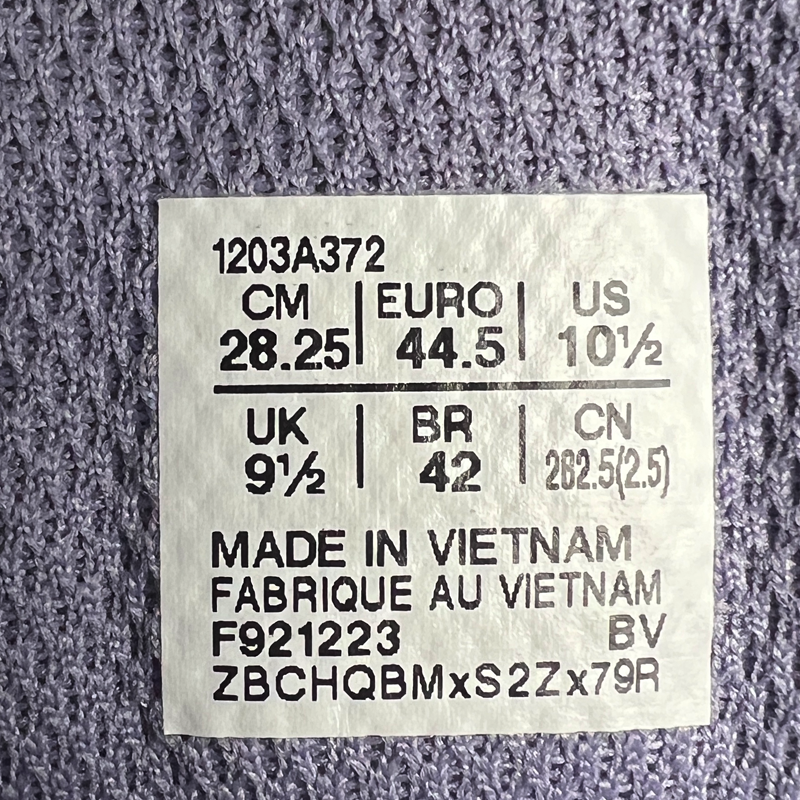 1203A372
CM | EURO | US
28.25 | 44.5 | 10½
UK | BR | CN
9½ | 42 | 282.5(2.5)
MADE IN VIETNAM
FABRIQUE AU VIETNAM
F921223 BV
ZBCHQBMxS2Zx79R